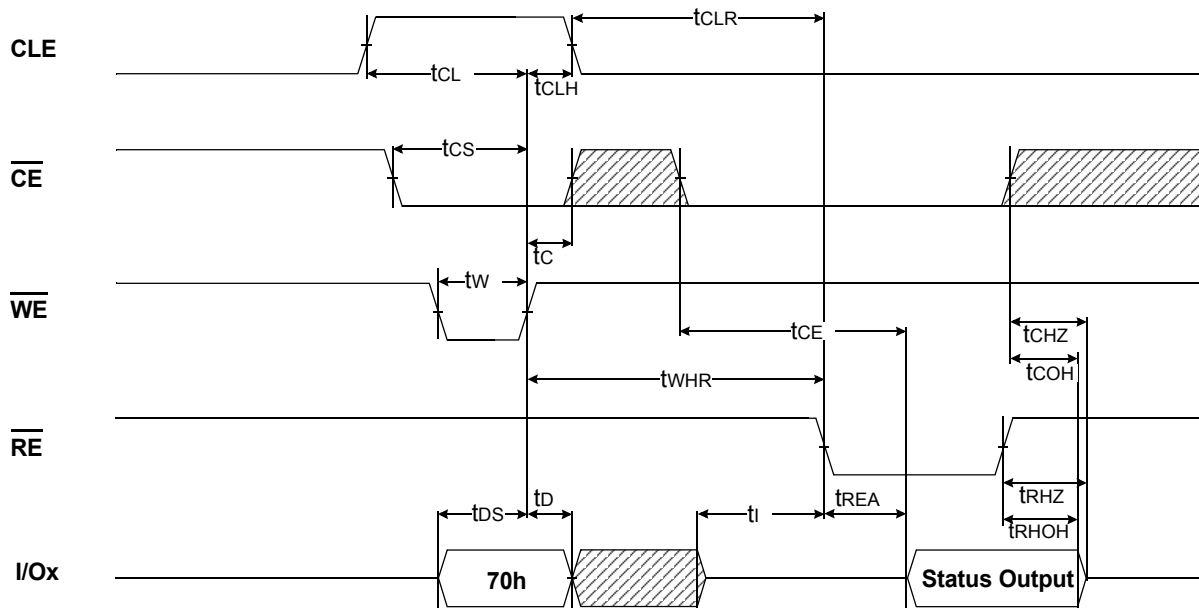 tCLR
CLE
tCL
tCLH
tCS
CE
tC
tW
WE
tCE
tCHZ
tCOH
tWHR
RE
tRHZ
tD
tREA
tDS
tI
tRHOH
I/Ox
70h
Status Output